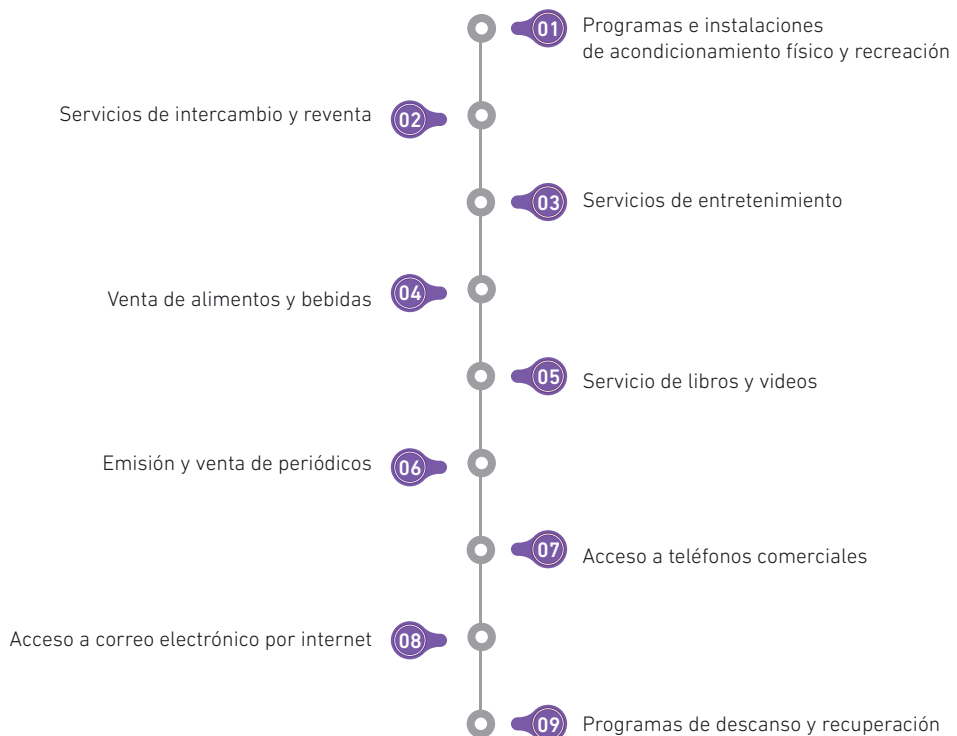 01 Programas e instalaciones
de acondicionamiento físico y recreación
Servicios de intercambio y reventa 02
03 Servicios de entretenimiento
Venta de alimentos y bebidas 04
05 Servicio de libros y videos
Emisión y venta de periódicos 06
07 Acceso a teléfonos comerciales
Acceso a correo electrónico por internet 08
09 Programas de descanso y recuperación